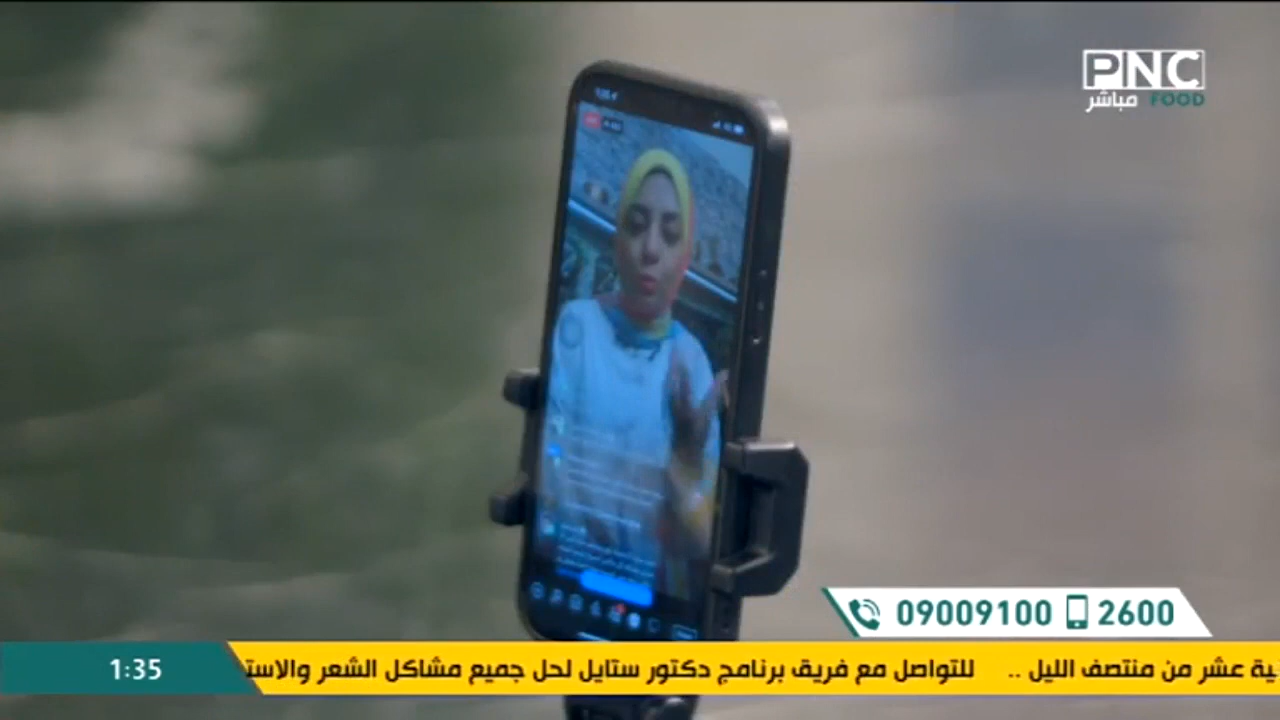 PNC
مباشر FOOD
09009100 2600
ية عشر من منتصف الليل .. للتواصل مع فريق برنامج دكتور ستايل لحل جميع مشاكل الشعر والاست
1:35